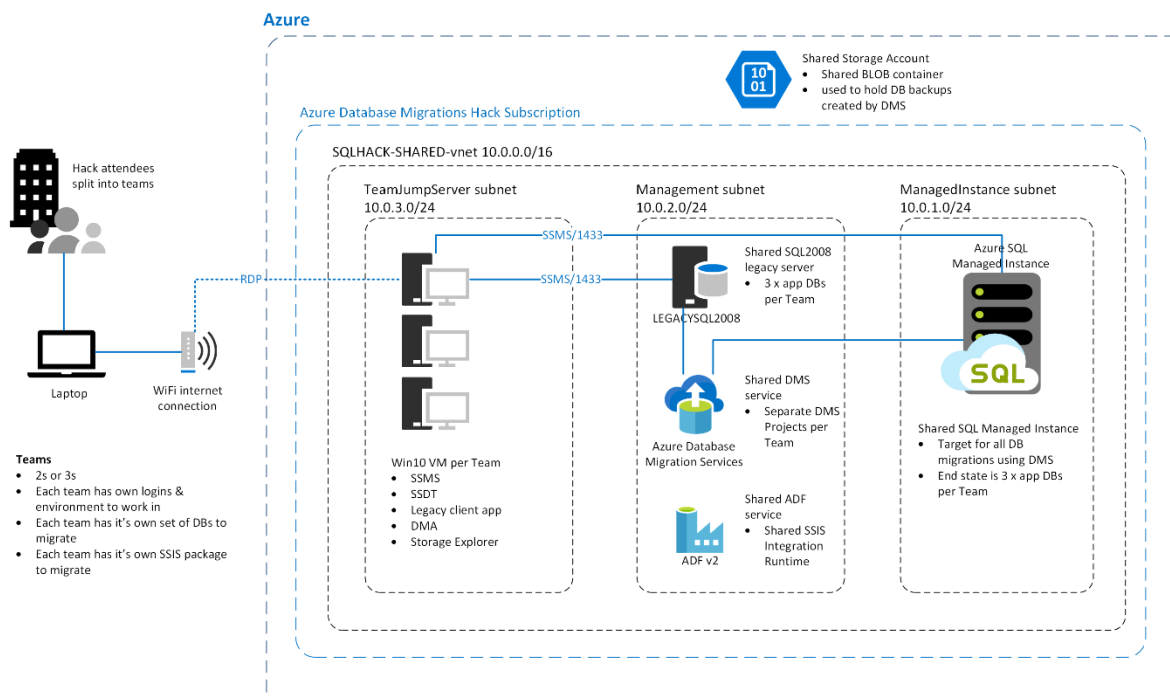 Azure
Shared Storage Account
• Shared BLOB container
• used to hold DB backups
created by DMS
Azure Database Migrations Hack Subscription
SQLHACK-SHARED-vnet 10.0.0.0/16
Hack attendees
split into teams
TeamJumpServer subnet
10.0.3.0/24
Management subnet
10.0.2.0/24
ManagedInstance subnet
10.0.1.0/24
SSMS/1433
RDP
SSMS/1433
Shared SQL2008
legacy server
• 3 x app DBs
per Team
LEGACYSQL2008
Azure SQL
Managed Instance
SQL
Laptop
WiFi internet
connection
Shared DMS
service
• Separate DMS
Projects per
Team
Azure Database
Migration Services
Shared SQL Managed Instance
• Target for all DB
migrations using DMS
• End state is 3 x app DBs
per Team
Teams
• 2s or 3s
• Each team has own logins &
environment to work in
• Each team has it's own set of DBs to
migrate
• Each team has it's own SSIS package
to migrate
Win10 VM per Team
• SSMS
• SSDT
• Legacy client app
• DMA
• Storage Explorer
Shared ADF
service
• Shared SSIS
Integration
Runtime
ADF v2
10
01